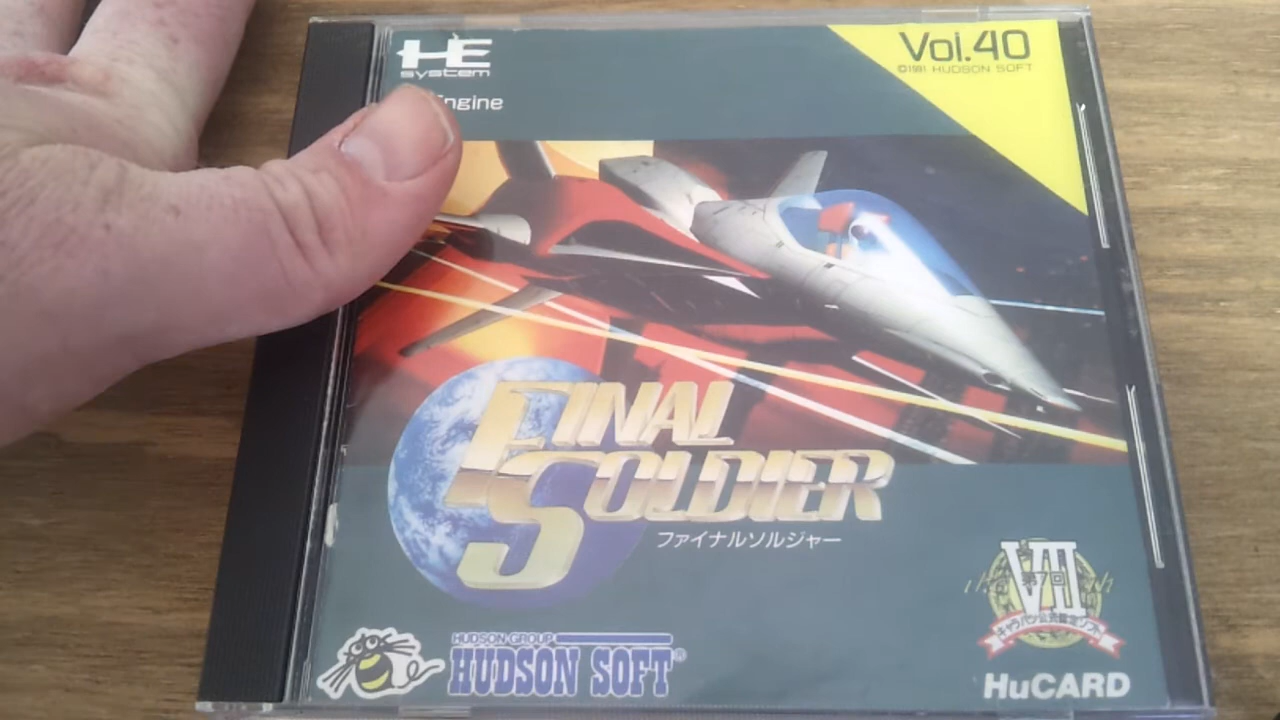 HE
system
Engine
Vol.40
©1991 HUDSON SOFT
FINAL
SOLDIER
ファイナルソルジャー
VII
第7回
キャラバン公式認定ソフト
HUDSON GROUP
HUDSON SOFT®
HuCARD